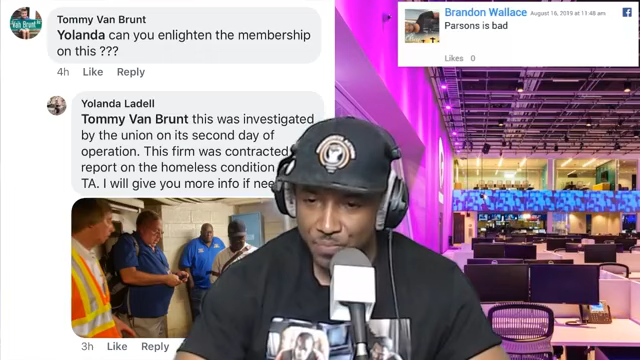 Tommy Van Brunt
Yolanda can you enlighten the membership
on this ???
4h Like Reply
Yolanda Ladell
Tommy Van Brunt this was investigated
by the union on its second day of
operation. This firm was contracted
report on the homeless condition
TA. I will give you more info if
3h Like Reply
Brandon Wallace August 16, 2019 at 11:48 am
Parsons is bad
Likes 0